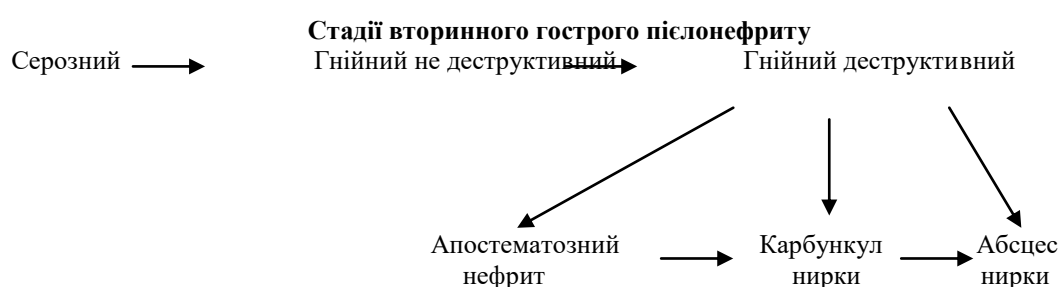 Стадії вторинного гострого пієлонефриту
Серозний Гнійний не деструктивний Гнійний деструктивний
Апостематозний Карбункул Абсцес
нефрит нирки нирки